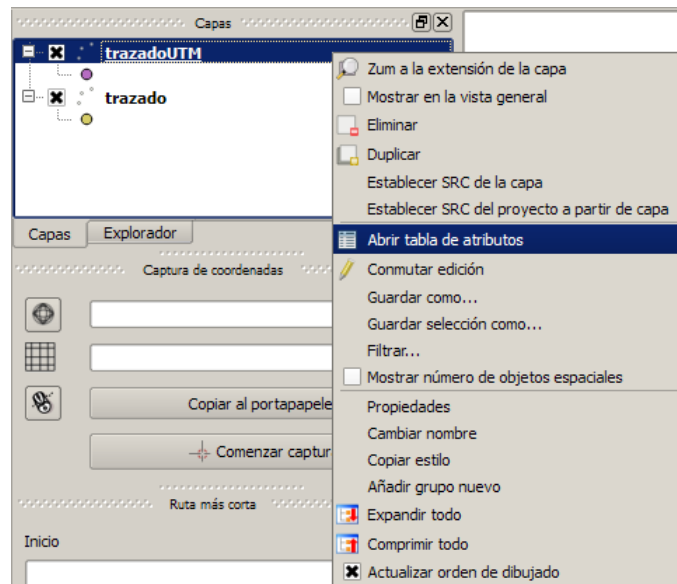 Capas
trazadoUTM
trazado
Capas
Explorador
Captura de coordenadas
Copiar al portapapele
Comenzar captur
Ruta más corta
Inicio
Zum a la extensión de la capa
Mostrar en la vista general
Eliminar
Duplicar
Establecer SRC de la capa
Establecer SRC del proyecto a partir de capa
Abrir tabla de atributos
Conmutar edición
Guardar como...
Guardar selección como...
Filtrar...
Mostrar número de objetos espaciales
Propiedades
Cambiar nombre
Copiar estilo
Añadir grupo nuevo
Expandir todo
Comprimir todo
Actualizar orden de dibujado